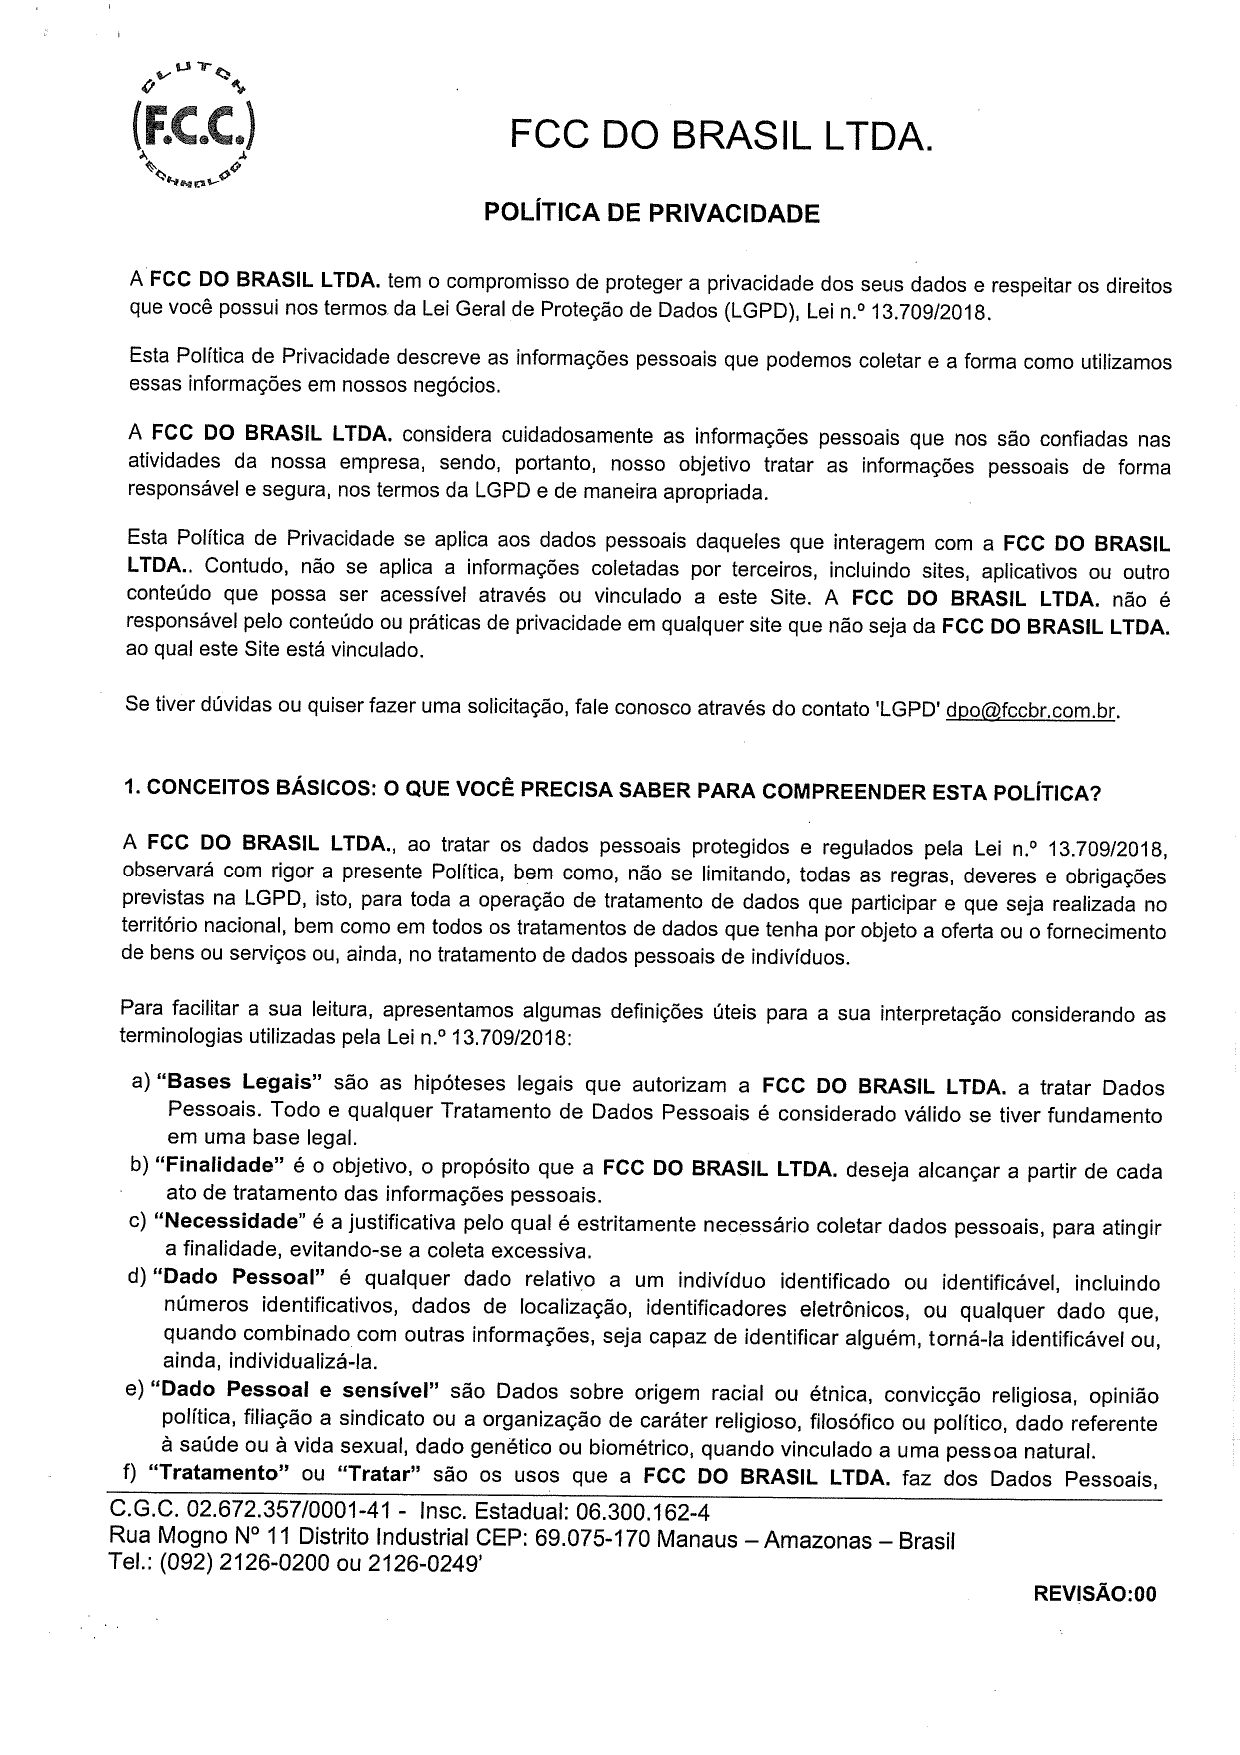 CLUTCH
(F.C.C.)
TECHNOLOGY
FCC DO BRASIL LTDA.
POLÍTICA DE PRIVACIDADE
A FCC DO BRASIL LTDA. tem o compromisso de proteger a privacidade dos seus dados e respeitar os direitos
que você possui nos termos da Lei Geral de Proteção de Dados (LGPD), Lei n.º 13.709/2018.
Esta Política de Privacidade descreve as informações pessoais que podemos coletar e a forma como utilizamos
essas informações em nossos negócios.
A FCC DO BRASIL LTDA. considera cuidadosamente as informações pessoais que nos são confiadas nas
atividades da nossa empresa, sendo, portanto, nosso objetivo tratar as informações pessoais de forma
responsável e segura, nos termos da LGPD e de maneira apropriada.
Esta Política de Privacidade se aplica aos dados pessoais daqueles que interagem com a FCC DO BRASIL
LTDA.. Contudo, não se aplica a informações coletadas por terceiros, incluindo sites, aplicativos ou outro
conteúdo que possa ser acessível através ou vinculado a este Site. A FCC DO BRASIL LTDA. não é
responsável pelo conteúdo ou práticas de privacidade em qualquer site que não seja da FCC DO BRASIL LTDA.
ao qual este Site está vinculado.
Se tiver dúvidas ou quiser fazer uma solicitação, fale conosco através do contato 'LGPD' dpo@fccbr.com.br.
1. CONCEITOS BÁSICOS: O QUE VOCÊ PRECISA SABER PARA COMPREENDER ESTA POLÍTICA?
A FCC DO BRASIL LTDA., ao tratar os dados pessoais protegidos e regulados pela Lei n.º 13.709/2018,
observará com rigor a presente Política, bem como, não se limitando, todas as regras, deveres e obrigações
previstas na LGPD, isto, para toda a operação de tratamento de dados que participar e que seja realizada no
território nacional, bem como em todos os tratamentos de dados que tenha por objeto a oferta ou o fornecimento
de bens ou serviços ou, ainda, no tratamento de dados pessoais de indivíduos.
Para facilitar a sua leitura, apresentamos algumas definições úteis para a sua interpretação considerando as
terminologias utilizadas pela Lei n.º 13.709/2018:
a) “Bases Legais” são as hipóteses legais que autorizam a FCC DO BRASIL LTDA. a tratar Dados
Pessoais. Todo e qualquer Tratamento de Dados Pessoais é considerado válido se tiver fundamento
em uma base legal.
b) “Finalidade” é o objetivo, o propósito que a FCC DO BRASIL LTDA. deseja alcançar a partir de cada
ato de tratamento das informações pessoais.
c) “Necessidade” é a justificativa pelo qual é estritamente necessário coletar dados pessoais, para atingir
a finalidade, evitando-se a coleta excessiva.
d) “Dado Pessoal” é qualquer dado relativo a um indivíduo identificado ou identificável, incluindo
números identificativos, dados de localização, identificadores eletrônicos, ou qualquer dado que,
quando combinado com outras informações, seja capaz de identificar alguém, torná-la identificável ou,
ainda, individualizá-la.
e) “Dado Pessoal e sensível” são Dados sobre origem racial ou étnica, convicção religiosa, opinião
política, filiação a sindicato ou a organização de caráter religioso, filosófico ou político, dado referente
à saúde ou à vida sexual, dado genético ou biométrico, quando vinculado a uma pessoa natural.
f) “Tratamento” ou “Tratar” são os usos que a FCC DO BRASIL LTDA. faz dos Dados Pessoais,
C.G.C. 02.672.357/0001-41 - Insc. Estadual: 06.300.162-4
Rua Mogno Nº 11 Distrito Industrial CEP: 69.075-170 Manaus – Amazonas – Brasil
Tel.: (092) 2126-0200 ou 2126-0249'
REVISÃO:00